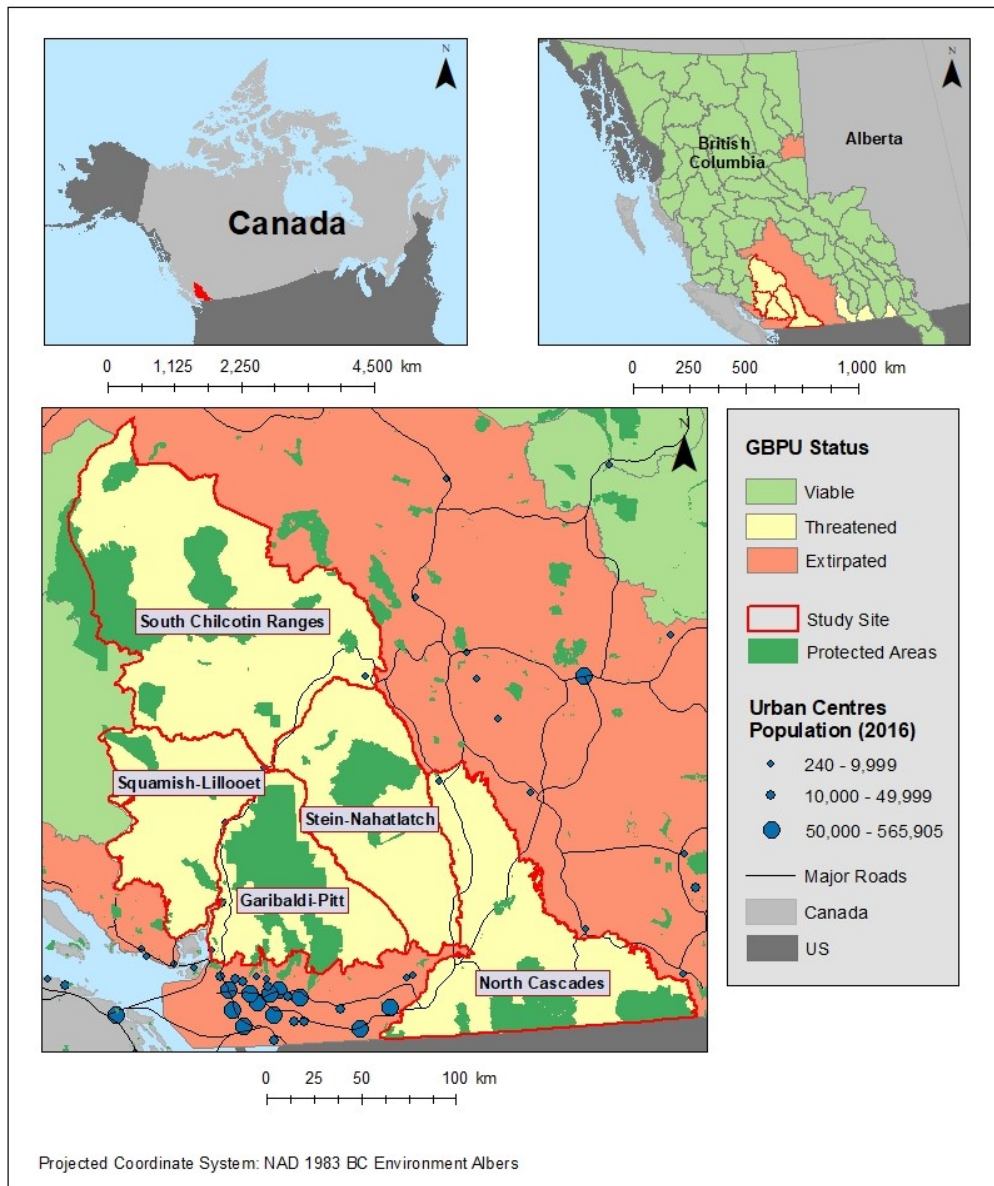 N
Canada
0 1,125 2,250 4,500 km
N
British
Columbia
Alberta
0 250 500 1,000 km
N
South Chilcotin Ranges
Squamish-Lillooet
Stein-Nahatlatch
Garibaldi-Pitt
North Cascades
0 25 50 100 km
GBPU Status
Viable
Threatened
Extirpated
Study Site
Protected Areas
Urban Centres
Population (2016)
240 - 9,999
10,000 - 49,999
50,000 - 565,905
Major Roads
Canada
US
Projected Coordinate System: NAD 1983 BC Environment Albers